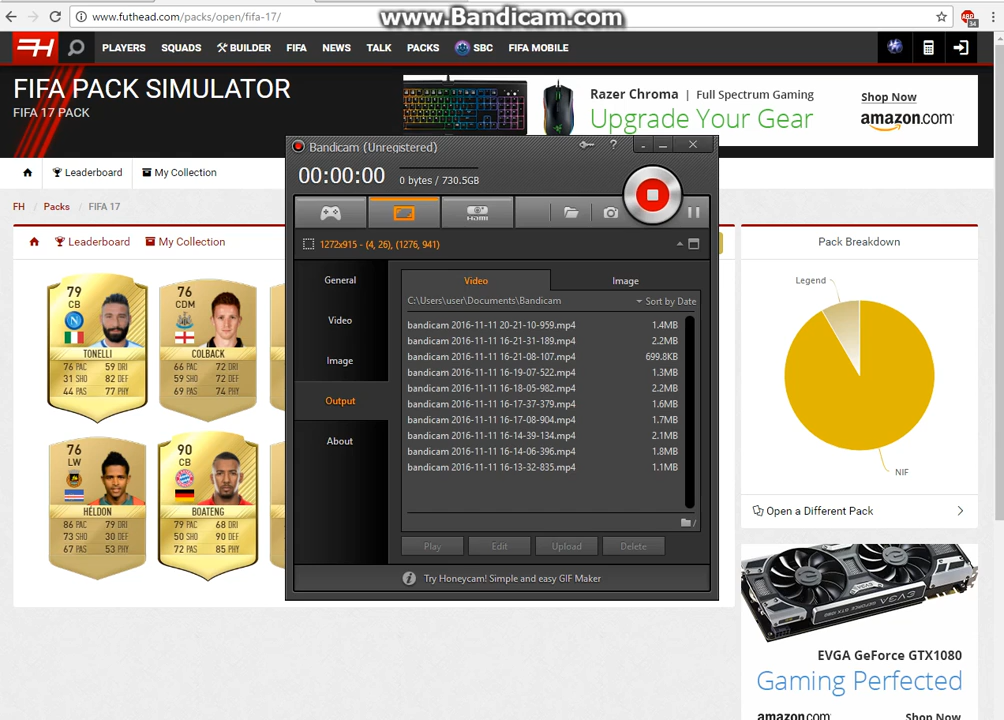 www.futhead.com/packs/open/fifa-17/
www.Bandicam.com
34
FH
PLAYERS
SQUADS
BUILDER
FIFA
NEWS
TALK
PACKS
SBC
FIFA MOBILE
FIFA PACK SIMULATOR
FIFA 17 PACK
Razer Chroma | Full Spectrum Gaming
Upgrade Your Gear
Shop Now
amazon.com
Leaderboard
My Collection
FH
Packs
FIFA 17
Leaderboard
My Collection
79
CB
TONELLI
76 PAC 59 DRI
31 SHO 82 DEF
44 PAS 77 PHY
76
CDM
COLBACK
66 PAC 72 DRI
59 SHO 72 DEF
69 PAS 74 PHY
76
LW
HÉLDON
86 PAC 79 DRI
73 SHO 30 DEF
67 PAS 53 PHY
90
CB
BOATENG
79 PAC 68 DRI
50 SHO 90 DEF
72 PAS 85 PHY
Bandicam (Unregistered)
?
00:00:00
0 bytes / 730.5GB
HDMI
1272x915 - (4, 26), (1276, 941)
General
Video
Image
Output
About
Video
Image
C:\Users\user\Documents\Bandicam
Sort by Date
bandicam 2016-11-11 20-21-10-959.mp4 1.4MB
bandicam 2016-11-11 16-21-31-189.mp4 2.2MB
bandicam 2016-11-11 16-21-08-107.mp4 699.8KB
bandicam 2016-11-11 16-19-07-522.mp4 1.3MB
bandicam 2016-11-11 16-18-05-982.mp4 2.2MB
bandicam 2016-11-11 16-17-37-379.mp4 1.6MB
bandicam 2016-11-11 16-17-08-904.mp4 1.7MB
bandicam 2016-11-11 16-14-39-134.mp4 2.1MB
bandicam 2016-11-11 16-14-06-396.mp4 1.8MB
bandicam 2016-11-11 16-13-32-835.mp4 1.1MB
Play
Edit
Upload
Delete
Try Honeycam! Simple and easy GIF Maker
Pack Breakdown
Legend
NIF
Open a Different Pack
EVGA GeForce GTX1080
Gaming Perfected
amazon.com
Shop Now